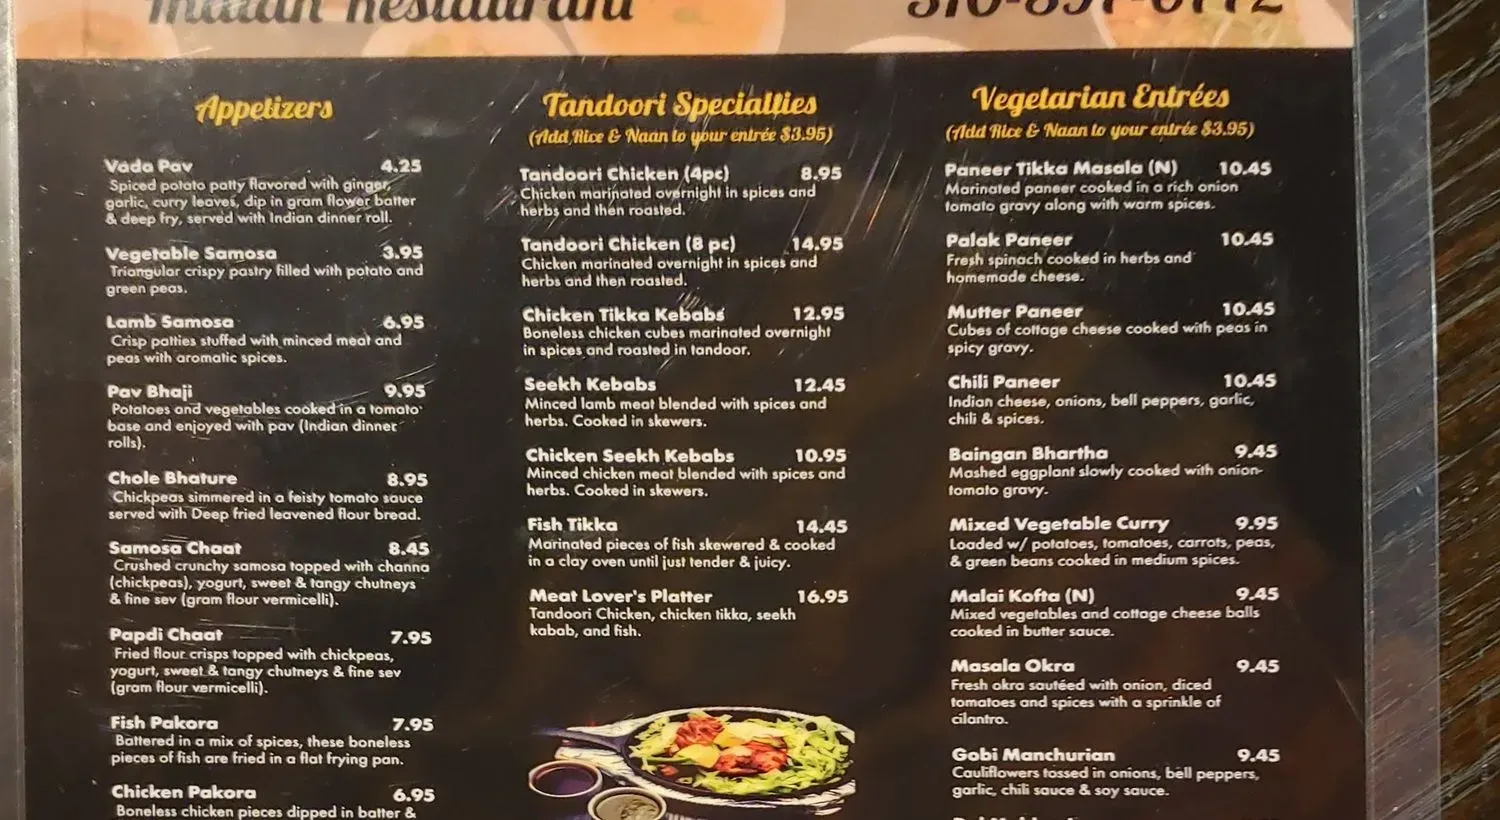 Indian Restaurant
Appetizers
Vada Pav 4.25
Spiced potato patty flavored with ginger,
garlic, curry leaves, dip in gram flower batter
& deep fry, served with Indian dinner roll.
Vegetable Samosa 3.95
Triangular crispy pastry filled with potato and
green peas.
Lamb Samosa 6.95
Crisp patties stuffed with minced meat and
peas with aromatic spices.
Pav Bhaji 9.95
Potatoes and vegetables cooked in a tomato
base and enjoyed with pav (Indian dinner
rolls).
Chole Bhature 8.95
Chickpeas simmered in a feisty tomato sauce
served with Deep fried leavened flour bread.
Samosa Chaat 8.45
Crushed crunchy samosa topped with channa
(chickpeas), yogurt, sweet & tangy chutneys
& fine sev (gram flour vermicelli).
Papdi Chaat 7.95
Fried flour crisps topped with chickpeas,
yogurt, sweet & tangy chutneys & fine sev
(gram flour vermicelli).
Fish Pakora 7.95
Battered in a mix of spices, these boneless
pieces of fish are fried in a flat frying pan.
Chicken Pakora 6.95
Boneless chicken pieces dipped in batter &
Tandoori Specialties
(Add Rice & Naan to your entrée $3.95)
Tandoori Chicken (4pc) 8.95
Chicken marinated overnight in spices and
herbs and then roasted.
Tandoori Chicken (8 pc) 14.95
Chicken marinated overnight in spices and
herbs and then roasted.
Chicken Tikka Kebabs 12.95
Boneless chicken cubes marinated overnight
in spices and roasted in tandoor.
Seekh Kebabs 12.45
Minced lamb meat blended with spices and
herbs. Cooked in skewers.
Chicken Seekh Kebabs 10.95
Minced chicken meat blended with spices and
herbs. Cooked in skewers.
Fish Tikka 14.45
Marinated pieces of fish skewered & cooked
in a clay oven until just tender & juicy.
Meat Lover's Platter 16.95
Tandoori Chicken, chicken tikka, seekh
kabab, and fish.
Vegetarian Entrées
(Add Rice & Naan to your entrée $3.95)
Paneer Tikka Masala (N) 10.45
Marinated paneer cooked in a rich onion
tomato gravy along with warm spices.
Palak Paneer 10.45
Fresh spinach cooked in herbs and
homemade cheese.
Mutter Paneer 10.45
Cubes of cottage cheese cooked with peas in
spicy gravy.
Chili Paneer 10.45
Indian cheese, onions, bell peppers, garlic,
chili & spices.
Baingan Bhartha 9.45
Mashed eggplant slowly cooked with onion-
tomato gravy.
Mixed Vegetable Curry 9.95
Loaded w/ potatoes, tomatoes, carrots, peas,
& green beans cooked in medium spices.
Malai Kofta (N) 9.45
Mixed vegetables and cottage cheese balls
cooked in butter sauce.
Masala Okra 9.45
Fresh okra sautéed with onion, diced
tomatoes and spices with a sprinkle of
cilantro.
Gobi Manchurian 9.45
Cauliflowers tossed in onions, bell peppers,
garlic, chili sauce & soy sauce.